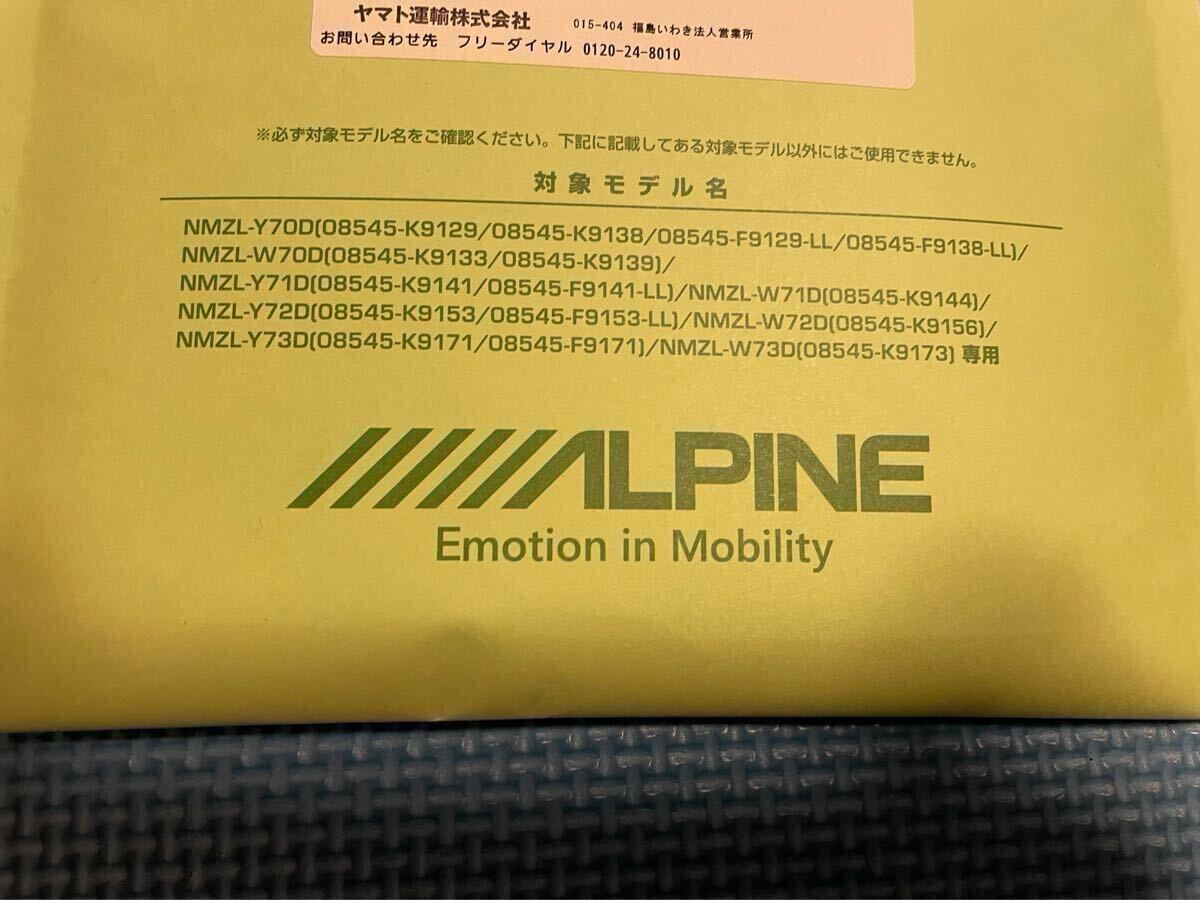 ヤマト運輸株式会社 015-404 福島いわき法人営業所
お問い合わせ先 フリーダイヤル 0120-24-8010
※必ず対象モデル名をご確認ください。下記に記載してある対象モデル以外にはご使用できません。
対象モデル名
NMZL-Y70D(08545-K9129/08545-K9138/08545-F9129-LL/08545-F9138-LL)/
NMZL-W70D(08545-K9133/08545-K9139)/
NMZL-Y71D(08545-K9141/08545-F9141-LL)/NMZL-W71D(08545-K9144)/
NMZL-Y72D(08545-K9153/08545-F9153-LL)/NMZL-W72D(08545-K9156)/
NMZL-Y73D(08545-K9171/08545-F9171)/NMZL-W73D(08545-K9173) 専用
ALPINE
Emotion in Mobility